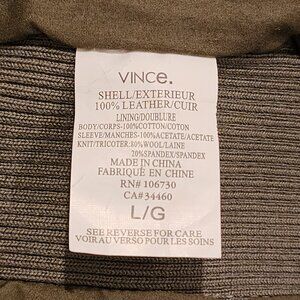 VINCE.
SHELL/EXTERIEUR
100% LEATHER/CUIR
LINING/DOUBLURE
BODY/CORPS-100%COTTON/COTON
SLEEVE/MANCHES-100%ACETATE/ACETATE
KNIT/TRICOTER:80%WOOL/LAINE
20%SPANDEX/SPANDEX
MADE IN CHINA
FABRIQUÉ EN CHINE
RN# 106730
CA#34460
L/G
SEE REVERSE FOR CARE
VOIR AU VERSO POUR LES SOINS